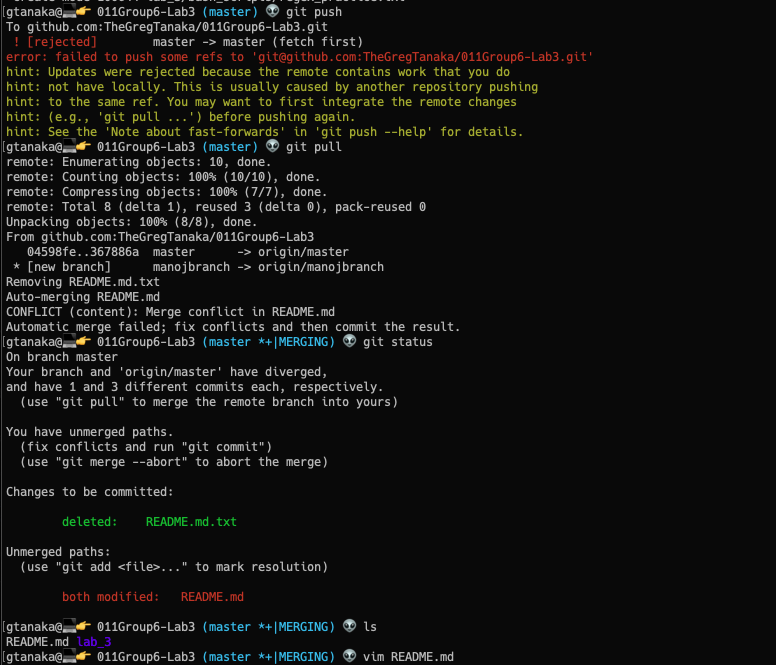 [gtanaka@💻👉 011Group6-Lab3 (master) 👽 git push
To github.com:TheGregTanaka/011Group6-Lab3.git
 ! [rejected]        master -> master (fetch first)
error: failed to push some refs to 'git@github.com:TheGregTanaka/011Group6-Lab3.git'
hint: Updates were rejected because the remote contains work that you do
hint: not have locally. This is usually caused by another repository pushing
hint: to the same ref. You may want to first integrate the remote changes
hint: (e.g., 'git pull ...') before pushing again.
hint: See the 'Note about fast-forwards' in 'git push --help' for details.
[gtanaka@💻👉 011Group6-Lab3 (master) 👽 git pull
remote: Enumerating objects: 10, done.
remote: Counting objects: 100% (10/10), done.
remote: Compressing objects: 100% (7/7), done.
remote: Total 8 (delta 1), reused 3 (delta 0), pack-reused 0
Unpacking objects: 100% (8/8), done.
From github.com:TheGregTanaka/011Group6-Lab3
   04598fe..367886a  master      -> origin/master
 * [new branch]      manojbranch -> origin/manojbranch
Removing README.md.txt
Auto-merging README.md
CONFLICT (content): Merge conflict in README.md
Automatic merge failed; fix conflicts and then commit the result.
[gtanaka@💻👉 011Group6-Lab3 (master *+|MERGING) 👽 git status
On branch master
Your branch and 'origin/master' have diverged,
and have 1 and 3 different commits each, respectively.
  (use "git pull" to merge the remote branch into yours)
You have unmerged paths.
  (fix conflicts and run "git commit")
  (use "git merge --abort" to abort the merge)
Changes to be committed:
        deleted:    README.md.txt
Unmerged paths:
  (use "git add <file>..." to mark resolution)
        both modified:   README.md
[gtanaka@💻👉 011Group6-Lab3 (master *+|MERGING) 👽 ls
README.md lab_3
[gtanaka@💻👉 011Group6-Lab3 (master *+|MERGING) 👽 vim README.md